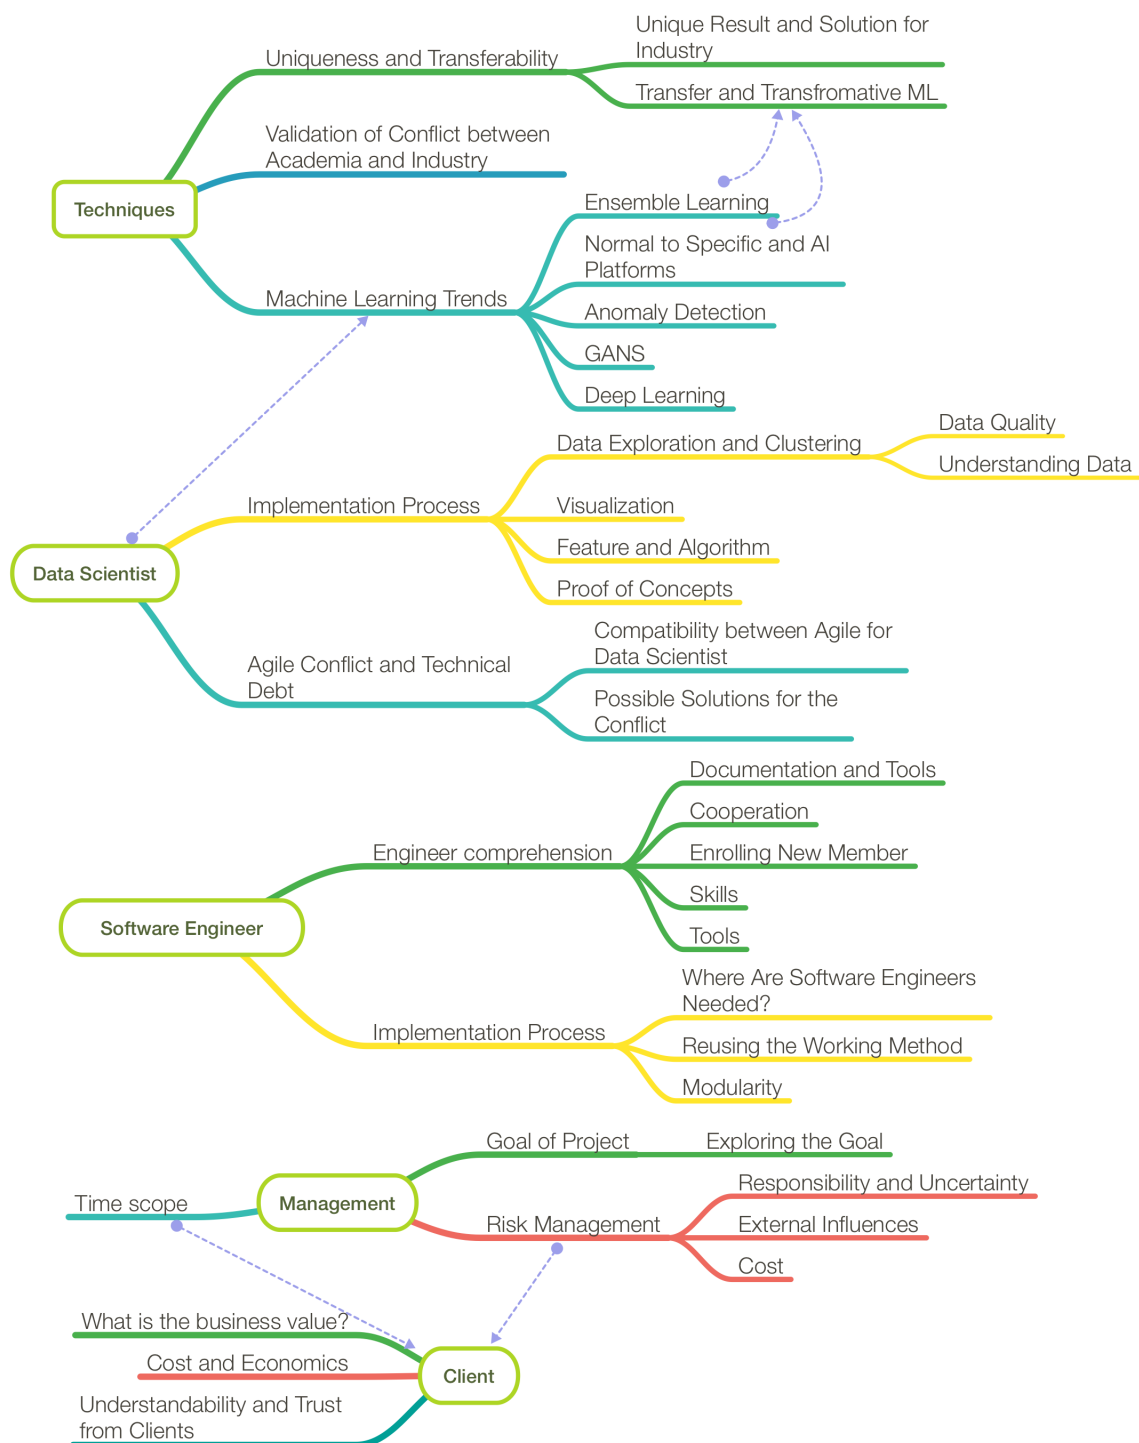 Unique Result and Solution for
Industry
Uniqueness and Transferability
Transfer and Transfromative ML
Validation of Conflict between
Academia and Industry
Techniques
Ensemble Learning
Normal to Specific and AI
Platforms
Machine Learning Trends
Anomaly Detection
GANS
Deep Learning
Data Quality
Data Exploration and Clustering
Understanding Data
Implementation Process
Visualization
Feature and Algorithm
Data Scientist
Proof of Concepts
Compatibility between Agile for
Data Scientist
Agile Conflict and Technical
Debt
Possible Solutions for the
Conflict
Documentation and Tools
Cooperation
Engineer comprehension
Enrolling New Member
Skills
Software Engineer
Tools
Where Are Software Engineers
Needed?
Implementation Process
Reusing the Working Method
Modularity
Goal of Project
Exploring the Goal
Responsibility and Uncertainty
Time scope
Management
Risk Management
External Influences
Cost
What is the business value?
Cost and Economics
Client
Understandability and Trust
from Clients